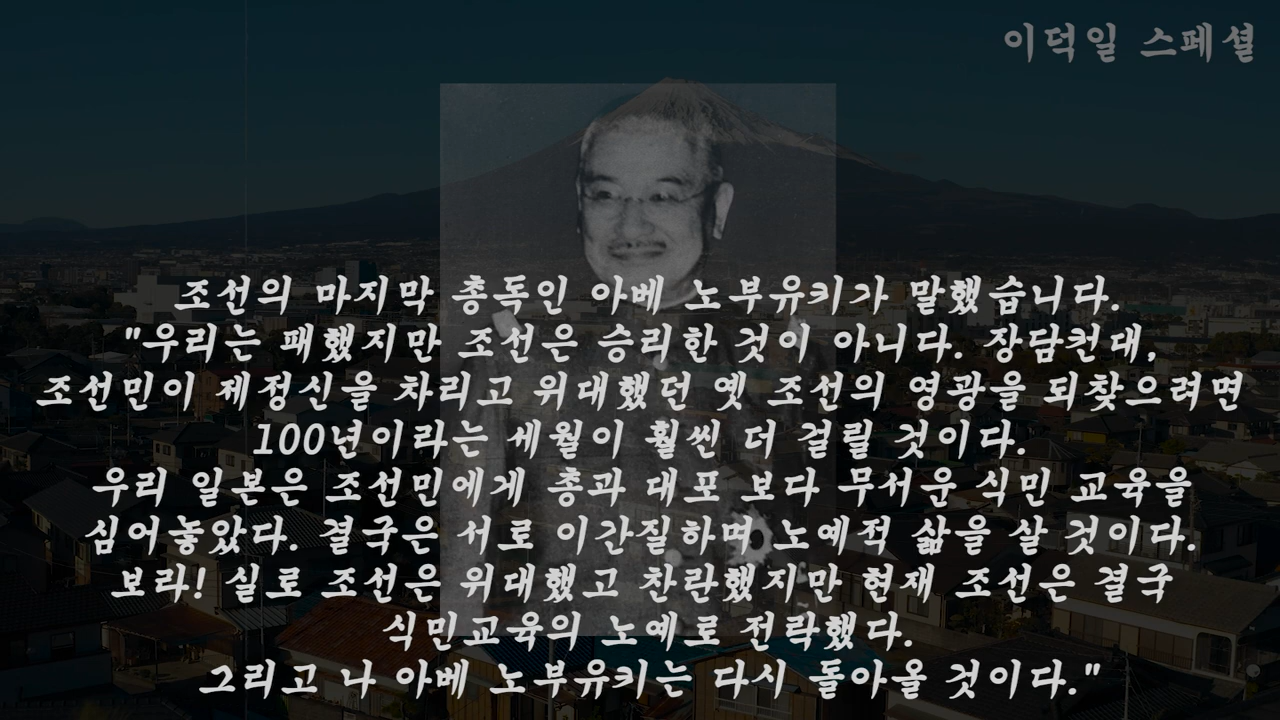 이덕일 스페셜
조선의 마지막 총독인 아베 노부유키가 말했습니다.
"우리는 패했지만 조선은 승리한 것이 아니다. 장담컨대,
조선민이 제정신을 차리고 위대했던 옛 조선의 영광을 되찾으려면
100년이라는 세월이 훨씬 더 걸릴 것이다.
우리 일본은 조선민에게 총과 대포 보다 무서운 식민 교육을
심어놓았다. 결국은 서로 이간질하며 노예적 삶을 살 것이다.
보라! 실로 조선은 위대했고 찬란했지만 현재 조선은 결국
식민교육의 노예로 전락했다.
그리고 나 아베 노부유키는 다시 돌아올 것이다."